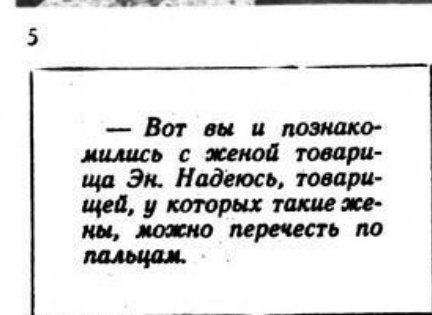 5
— Вот вы и познако-
мились с женой товари-
ща Эн. Надеюсь, товари-
щей, у которых такие же-
ны, можно перечесть по
пальцам.